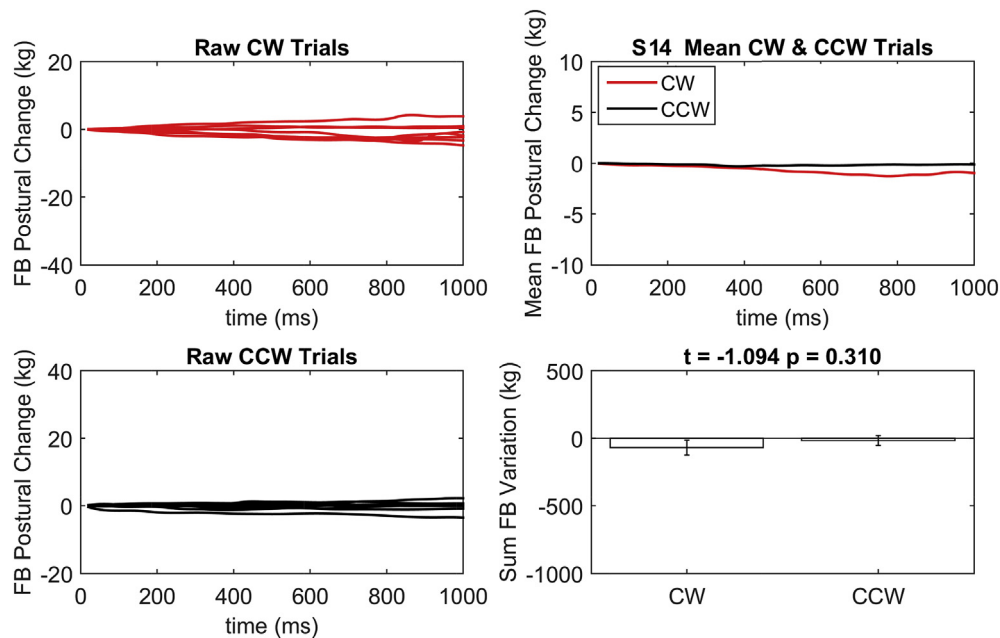 Raw CW Trials
FB Postural Change (kg)
20
0
-20
-40
0 200 400 600 800 1000
time (ms)
S14 Mean CW & CCW Trials
Mean FB Postural Change (kg)
10
5
0
-5
-10
CW
CCW
0 200 400 600 800 1000
time (ms)
Raw CCW Trials
FB Postural Change (kg)
40
20
0
-20
0 200 400 600 800 1000
time (ms)
t = -1.094 p = 0.310
Sum FB Variation (kg)
500
0
-500
-1000
CW CCW